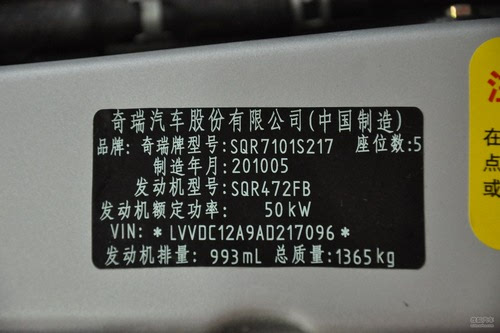 奇瑞汽车股份有限公司(中国制造)
品牌: 奇瑞牌型号:SQR7101S217 座位数:5
制造年月:201005
发动机型号:SQR472FB
发动机额定功率: 50kW
VIN: *LVVDC12A9AD217096*
发动机排量: 993mL 总质量:1365kg
在
点
或